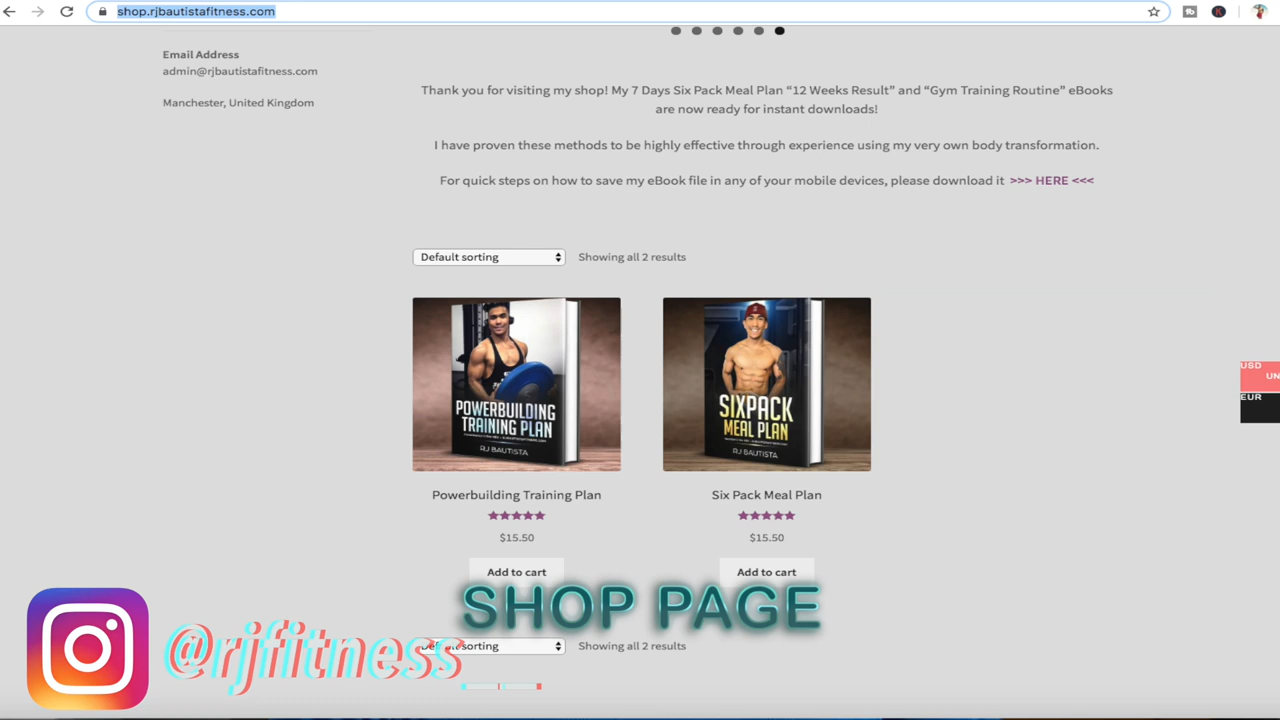 shop.rjbautistafitness.com
Email Address
admin@rjbautistafitness.com
Manchester, United Kingdom
Thank you for visiting my shop! My 7 Days Six Pack Meal Plan “12 Weeks Result” and “Gym Training Routine” eBooks
are now ready for instant downloads!
I have proven these methods to be highly effective through experience using my very own body transformation.
For quick steps on how to save my eBook file in any of your mobile devices, please download it >>> HERE <<<
Default sorting
Showing all 2 results
USD
UN
EUR
POWERBUILDING
TRAINING PLAN
RJ BAUTISTA
SIXPACK
MEAL PLAN
RJ BAUTISTA
Powerbuilding Training Plan
Six Pack Meal Plan
$15.50
$15.50
Add to cart
Add to cart
SHOP PAGE
@rjfitness
Default sorting
Showing all 2 results